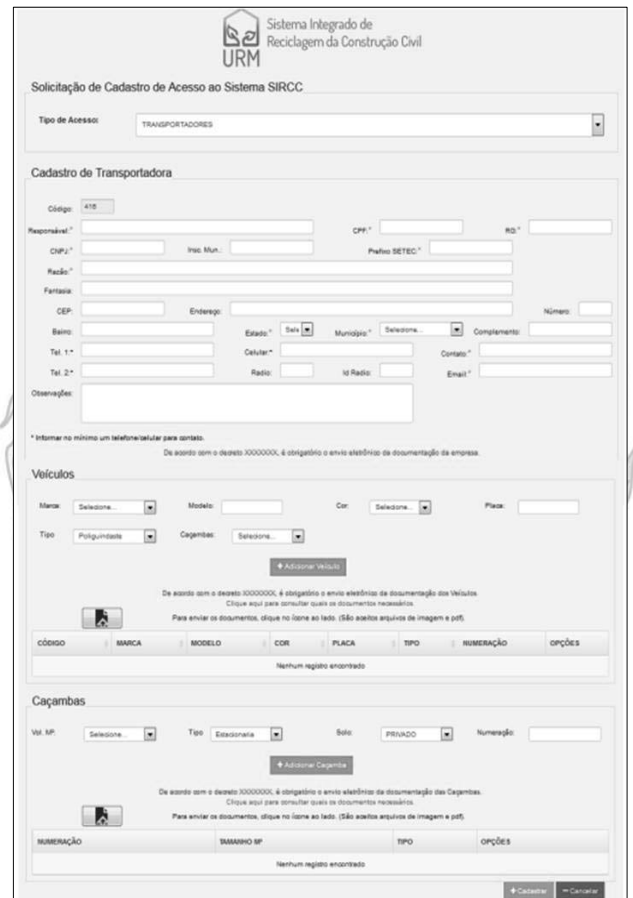 Sistema Integrado de
Reciclagem da Construção Civil
URM
Solicitação de Cadastro de Acesso ao Sistema SIRCC
Tipo de Acesso: TRANSPORTADORES
Cadastro de Transportadora
Código: 418
Responsável:* CPF:* RG:*
CNPJ:* Insc. Mun.: Prefixo SETEC:*
Razão:*
Fantasia:
CEP: Endereço: Número:
Bairro: Estado:* Sele Município:* Selecione... Complemento:
Tel. 1:* Celular:* Contato:*
Tel. 2:* Radio: Id Radio: Email:*
Observações:
* Informar no mínimo um telefone/celular para contato.
De acordo com o decreto XXXXXXX, é obrigatório o envio eletrônico da documentação da empresa.
Veículos
Marca: Selecione... Modelo: Cor: Selecione... Placa:
Tipo Poliguindaste Caçambas: Selecione...
+ Adicionar Veículo
De acordo com o decreto XXXXXXX, é obrigatório o envio eletrônico da documentação dos Veículos.
Clique aqui para consultar quais os documentos necessários.
Para enviar os documentos, clique no ícone ao lado. (São aceitos arquivos de imagem e pdf).
CÓDIGO MARCA MODELO COR PLACA TIPO NUMERAÇÃO OPÇÕES
Nenhum registro encontrado
Caçambas
Vol. M³: Selecione... Tipo Estacionaria Solo: PRIVADO Numeração:
+ Adicionar Caçamba
De acordo com o decreto XXXXXXX, é obrigatório o envio eletrônico da documentação das Caçambas.
Clique aqui para consultar quais os documentos necessários.
Para enviar os documentos, clique no ícone ao lado. (São aceitos arquivos de imagem e pdf).
NUMERAÇÃO TAMANHO M³ TIPO OPÇÕES
Nenhum registro encontrado
+ Cadastrar − Cancelar